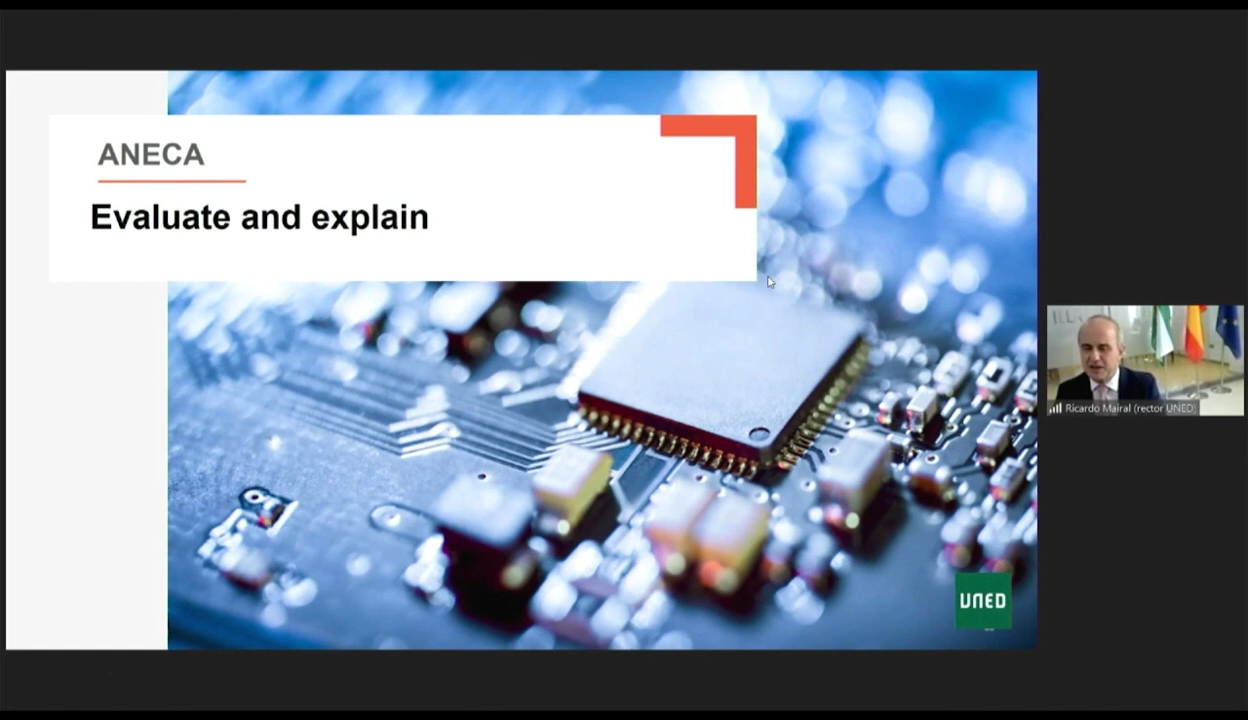 ANECA
Evaluate and explain
UNED
Ricardo Mairal (rector UNED)